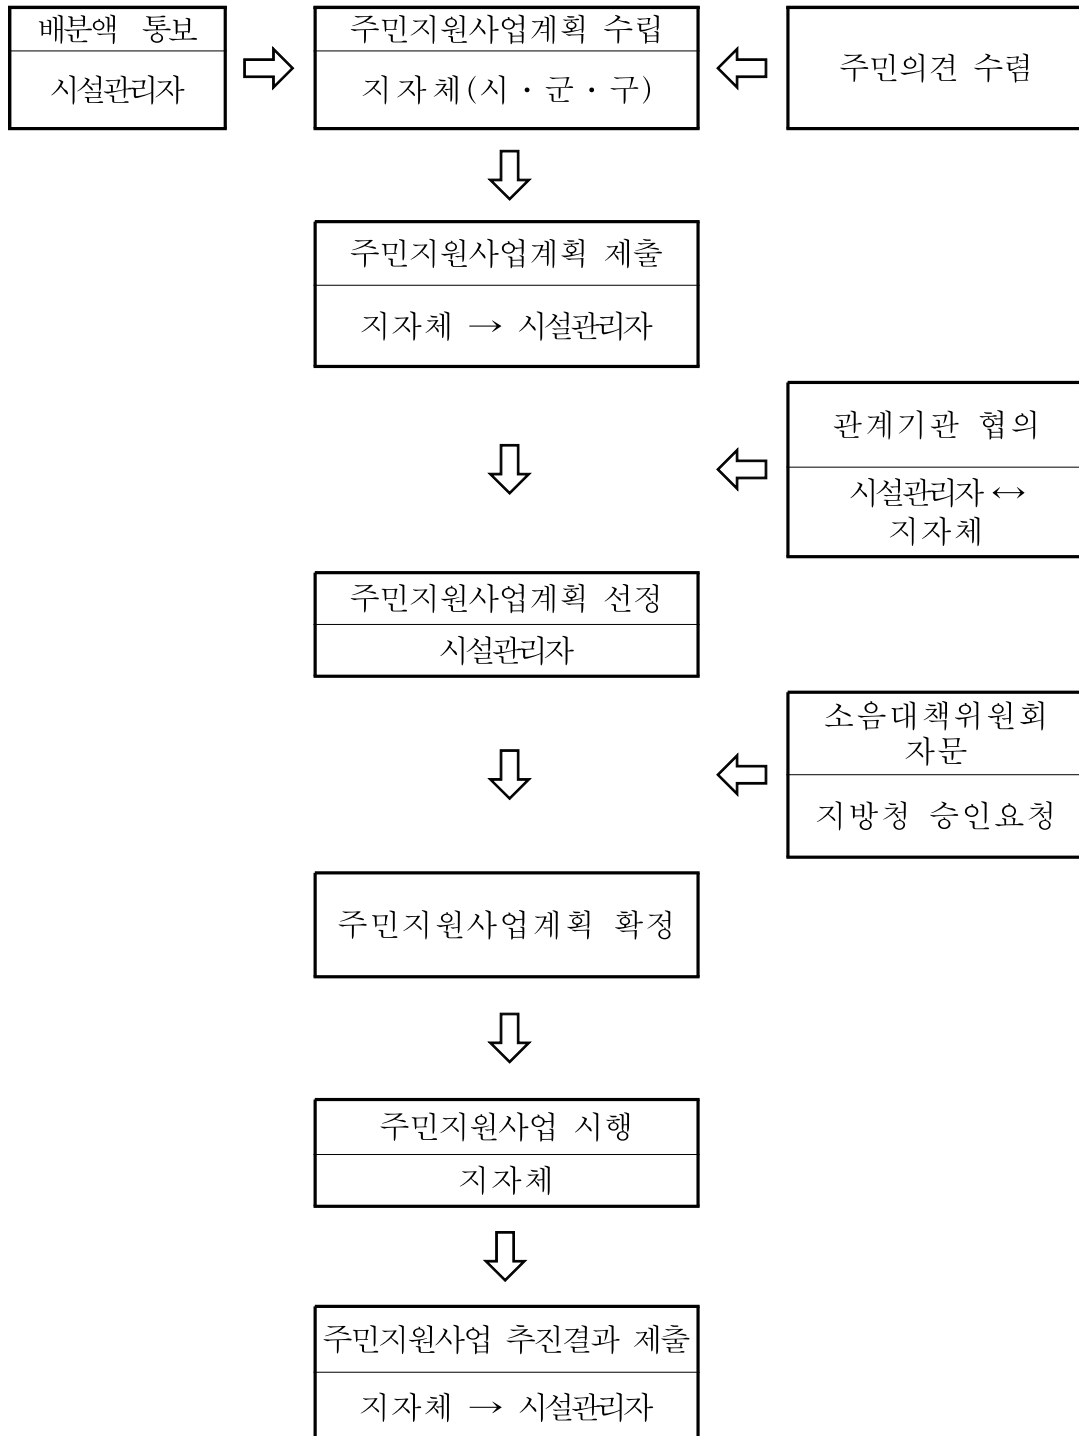 배분액 통보
시설관리자
주민지원사업계획 수립
지자체(시·군·구)
주민의견 수렴
주민지원사업계획 제출
지자체 → 시설관리자
관계기관 협의
시설관리자 ↔
지자체
주민지원사업계획 선정
시설관리자
소음대책위원회
자문
지방청 승인요청
주민지원사업계획 확정
주민지원사업 시행
지자체
주민지원사업 추진결과 제출
지자체 → 시설관리자